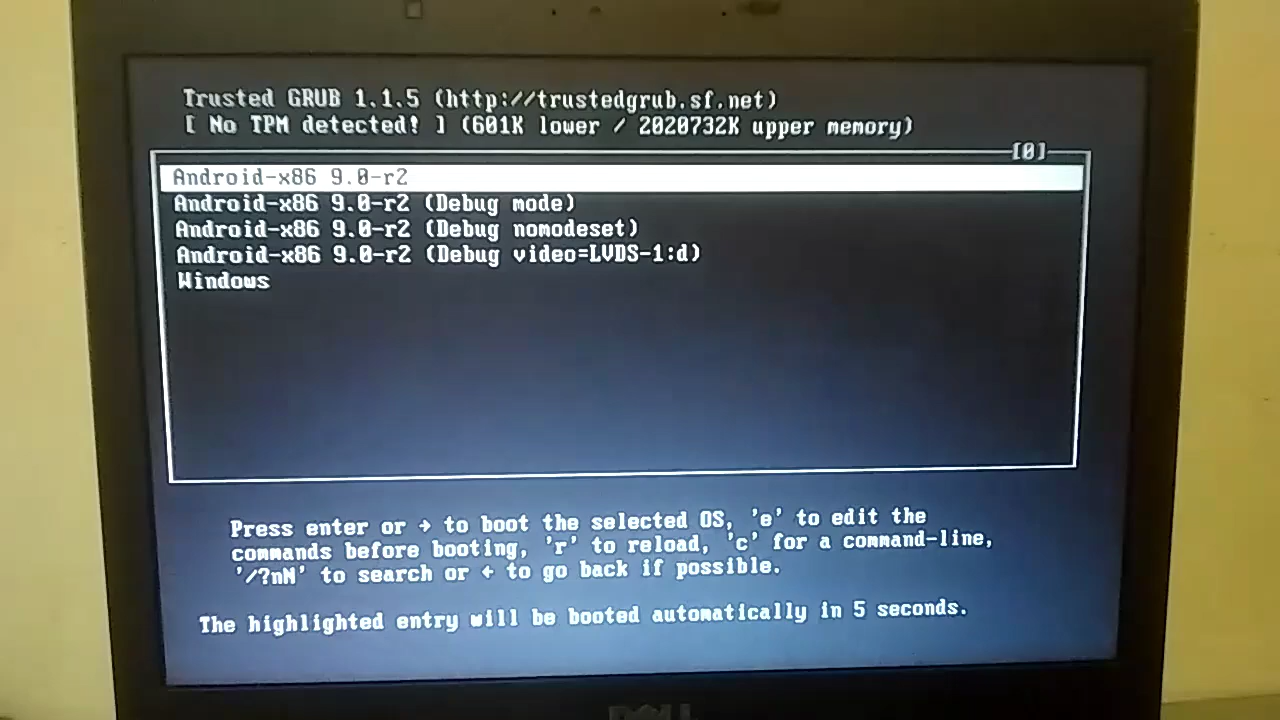 Trusted GRUB 1.1.5 (http://trustedgrub.sf.net)
[ No TPM detected! ] (601K lower / 2020732K upper memory)
[0]
Android-x86 9.0-r2
Android-x86 9.0-r2 (Debug mode)
Android-x86 9.0-r2 (Debug nomodeset)
Android-x86 9.0-r2 (Debug video=LVDS-1:d)
Windows
Press enter or → to boot the selected OS, 'e' to edit the
commands before booting, 'r' to reload, 'c' for a command-line,
'/?nN' to search or ← to go back if possible.
The highlighted entry will be booted automatically in 5 seconds.
DELL